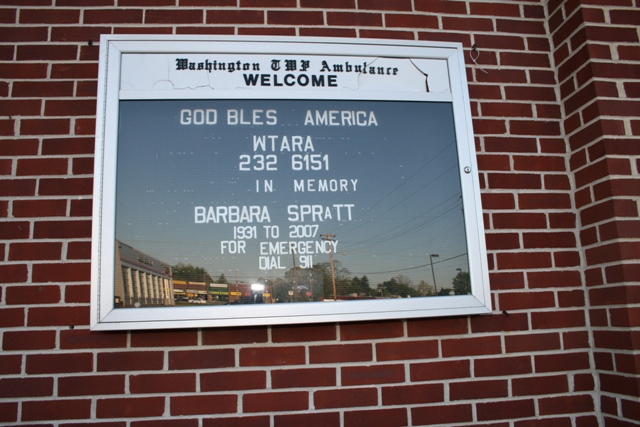 Washington TWP Ambulance
WELCOME
GOD BLES AMERICA
WTARA
232 6151
IN MEMORY
BARBARA SPRATT
1931 TO 2007
FOR EMERGENCY
DIAL 911